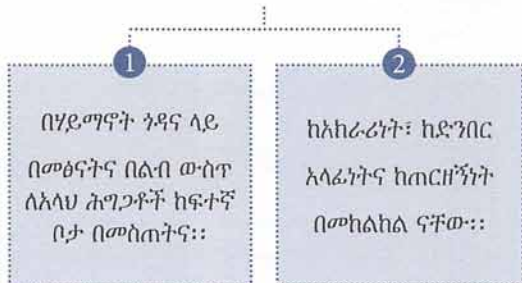 1
በሃይማኖት ጎዳና ላይ
በመፅናትና በልብ ውስጥ
ለአላህ ሕግጋቶች ከፍተኛ
ቦታ በመስጠትና::
2
ከአክራሪነት፣ ከድንበር
አላፊነትና ከጠርዘኝነት
በመከልከል ናቸው::